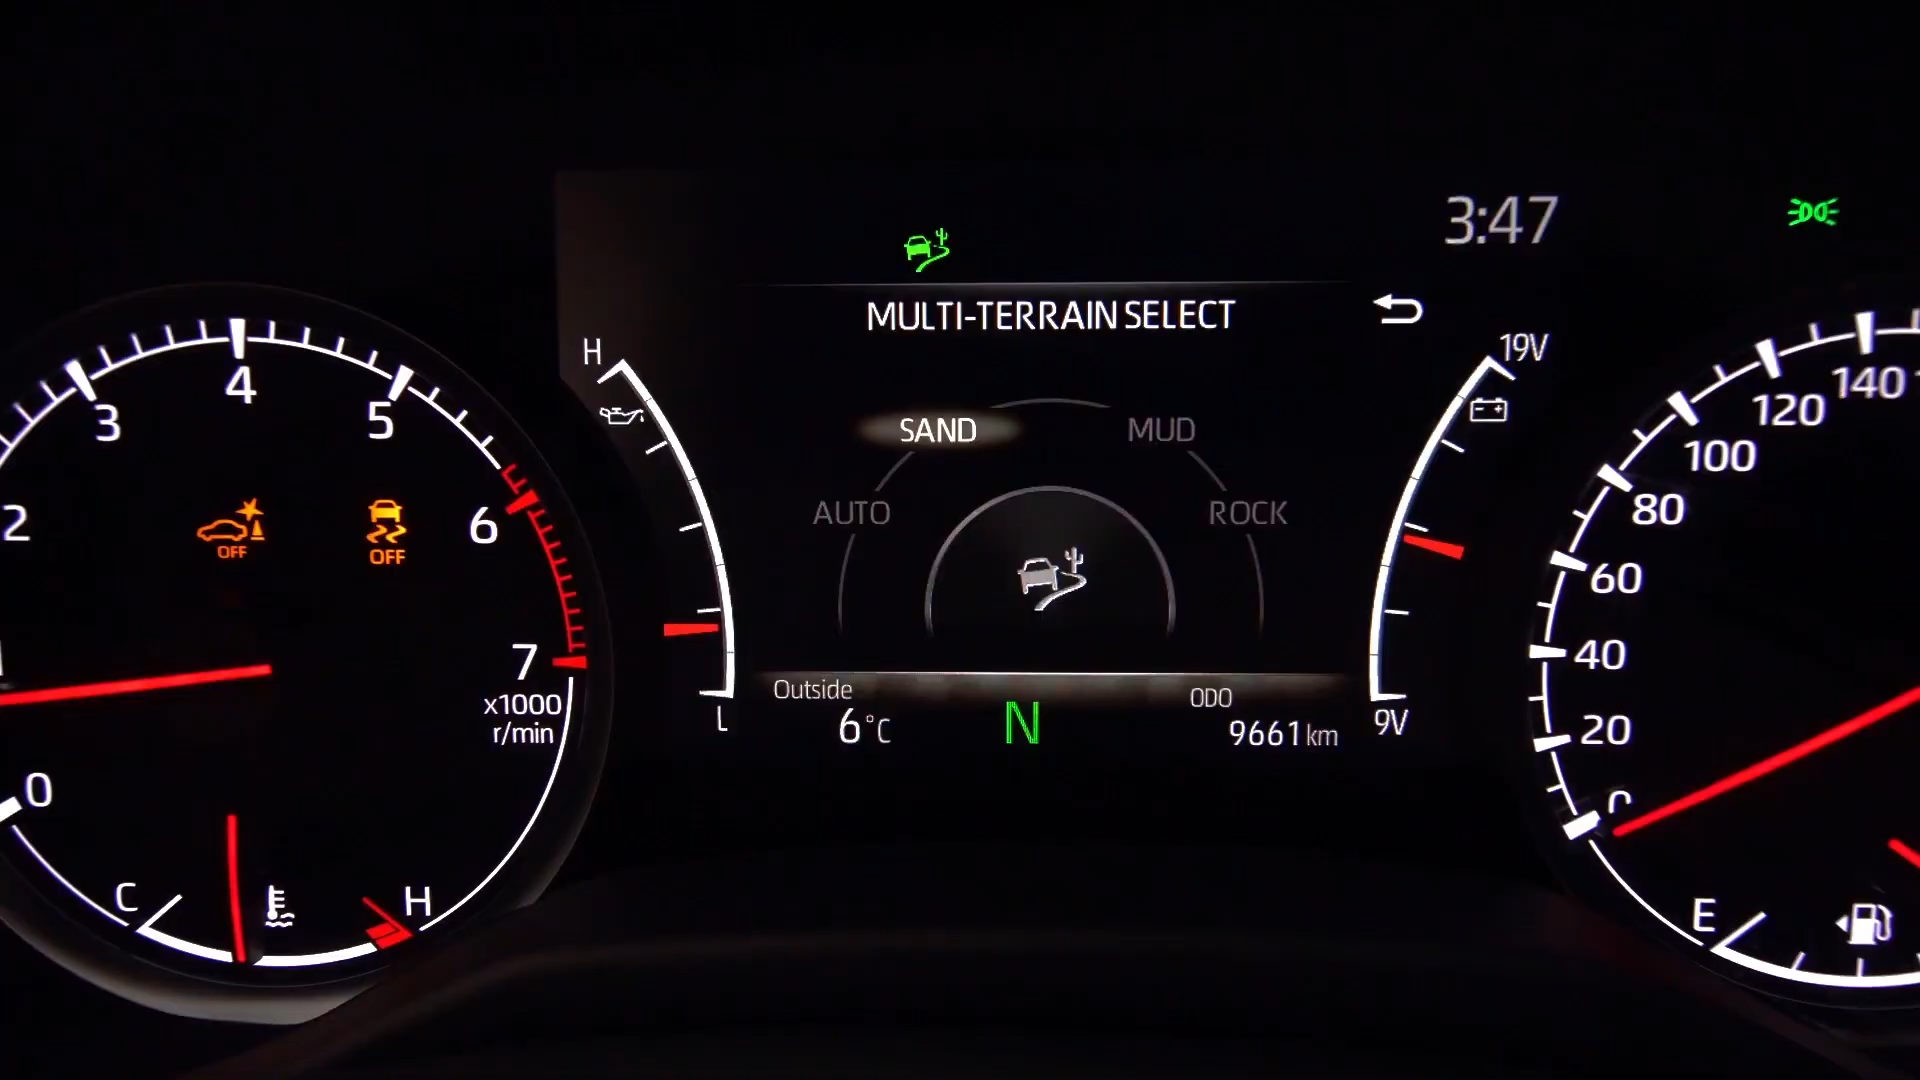 3:47
MULTI-TERRAIN SELECT
H
19V
SAND
MUD
AUTO
ROCK
L
9V
Outside
6°C
N
ODO
9661 km
2
3
4
5
6
7
x1000
r/min
0
OFF
OFF
C
H
140
120
100
80
60
40
20
0
E